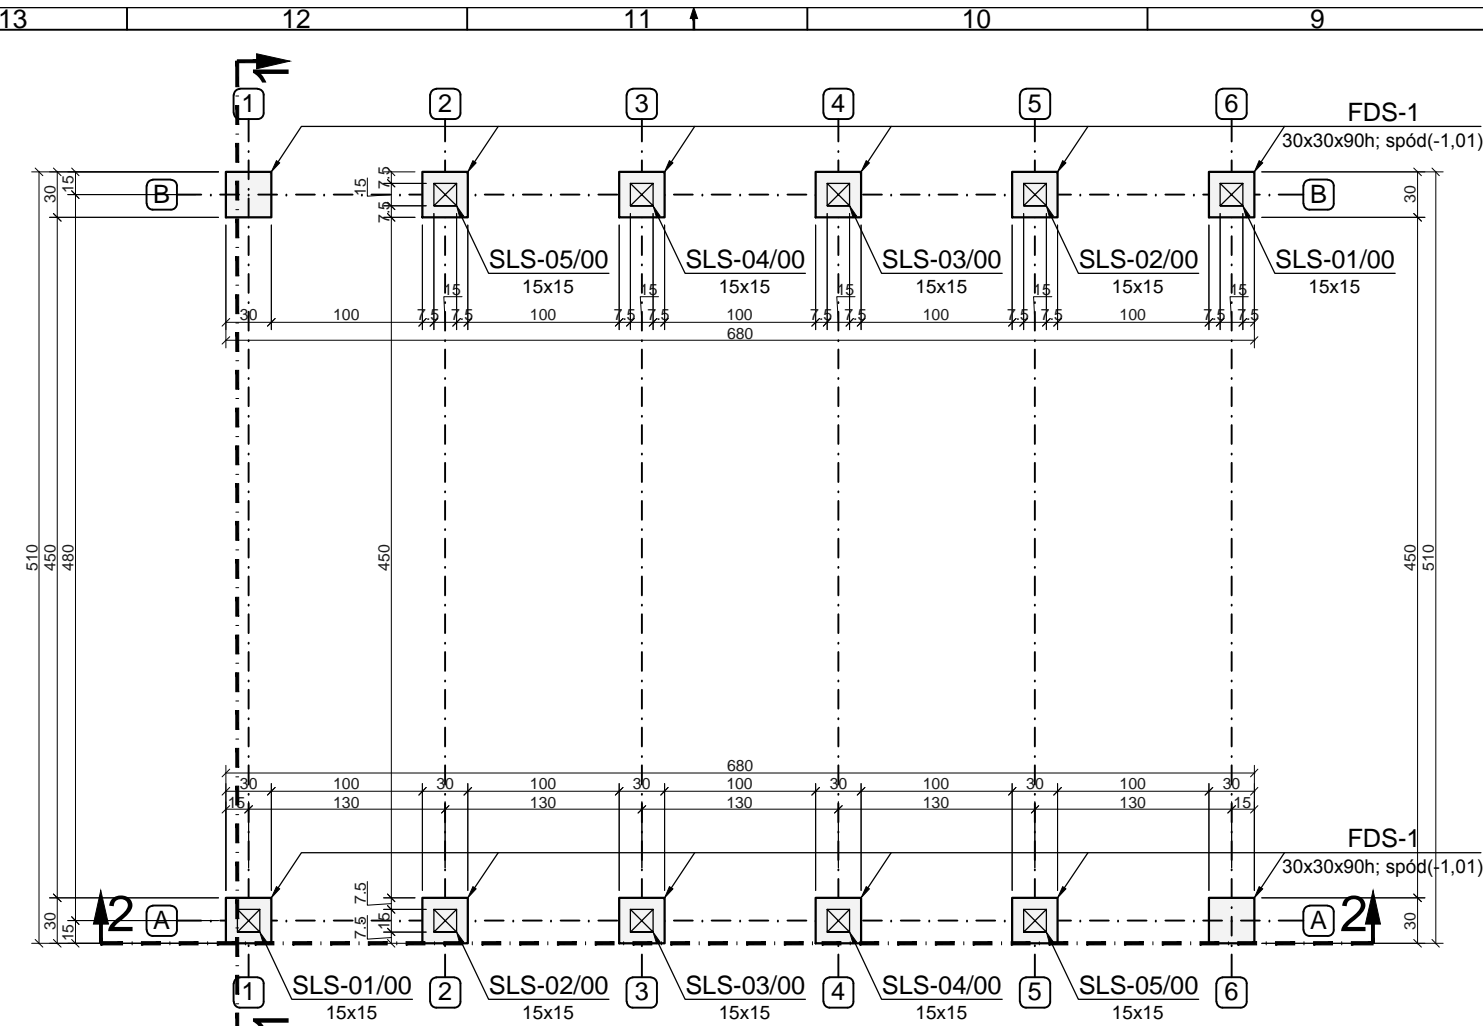 13 12 11 10 9
1
1 2 3 4 5 6
FDS-1
30x30x90h; spód(-1,01)
B B
30 15 15 7.5 7.5 30
SLS-05/00 SLS-04/00 SLS-03/00 SLS-02/00 SLS-01/00
15x15 15x15 15x15 15x15 15x15
15 15 15 15 15
30 100 7.5 7.5 100 7.5 7.5 100 7.5 7.5 100 7.5 7.5 100 7.5 7.5
680
510 450 480 450 450 510
680
30 100 30 100 30 100 30 100 30 100 30
15 130 130 130 130 130 15
FDS-1
30x30x90h; spód(-1,01)
2 A A 2
30 15 7.5 15 7.5 30
SLS-01/00 SLS-02/00 SLS-03/00 SLS-04/00 SLS-05/00
15x15 15x15 15x15 15x15 15x15
1 2 3 4 5 6
1